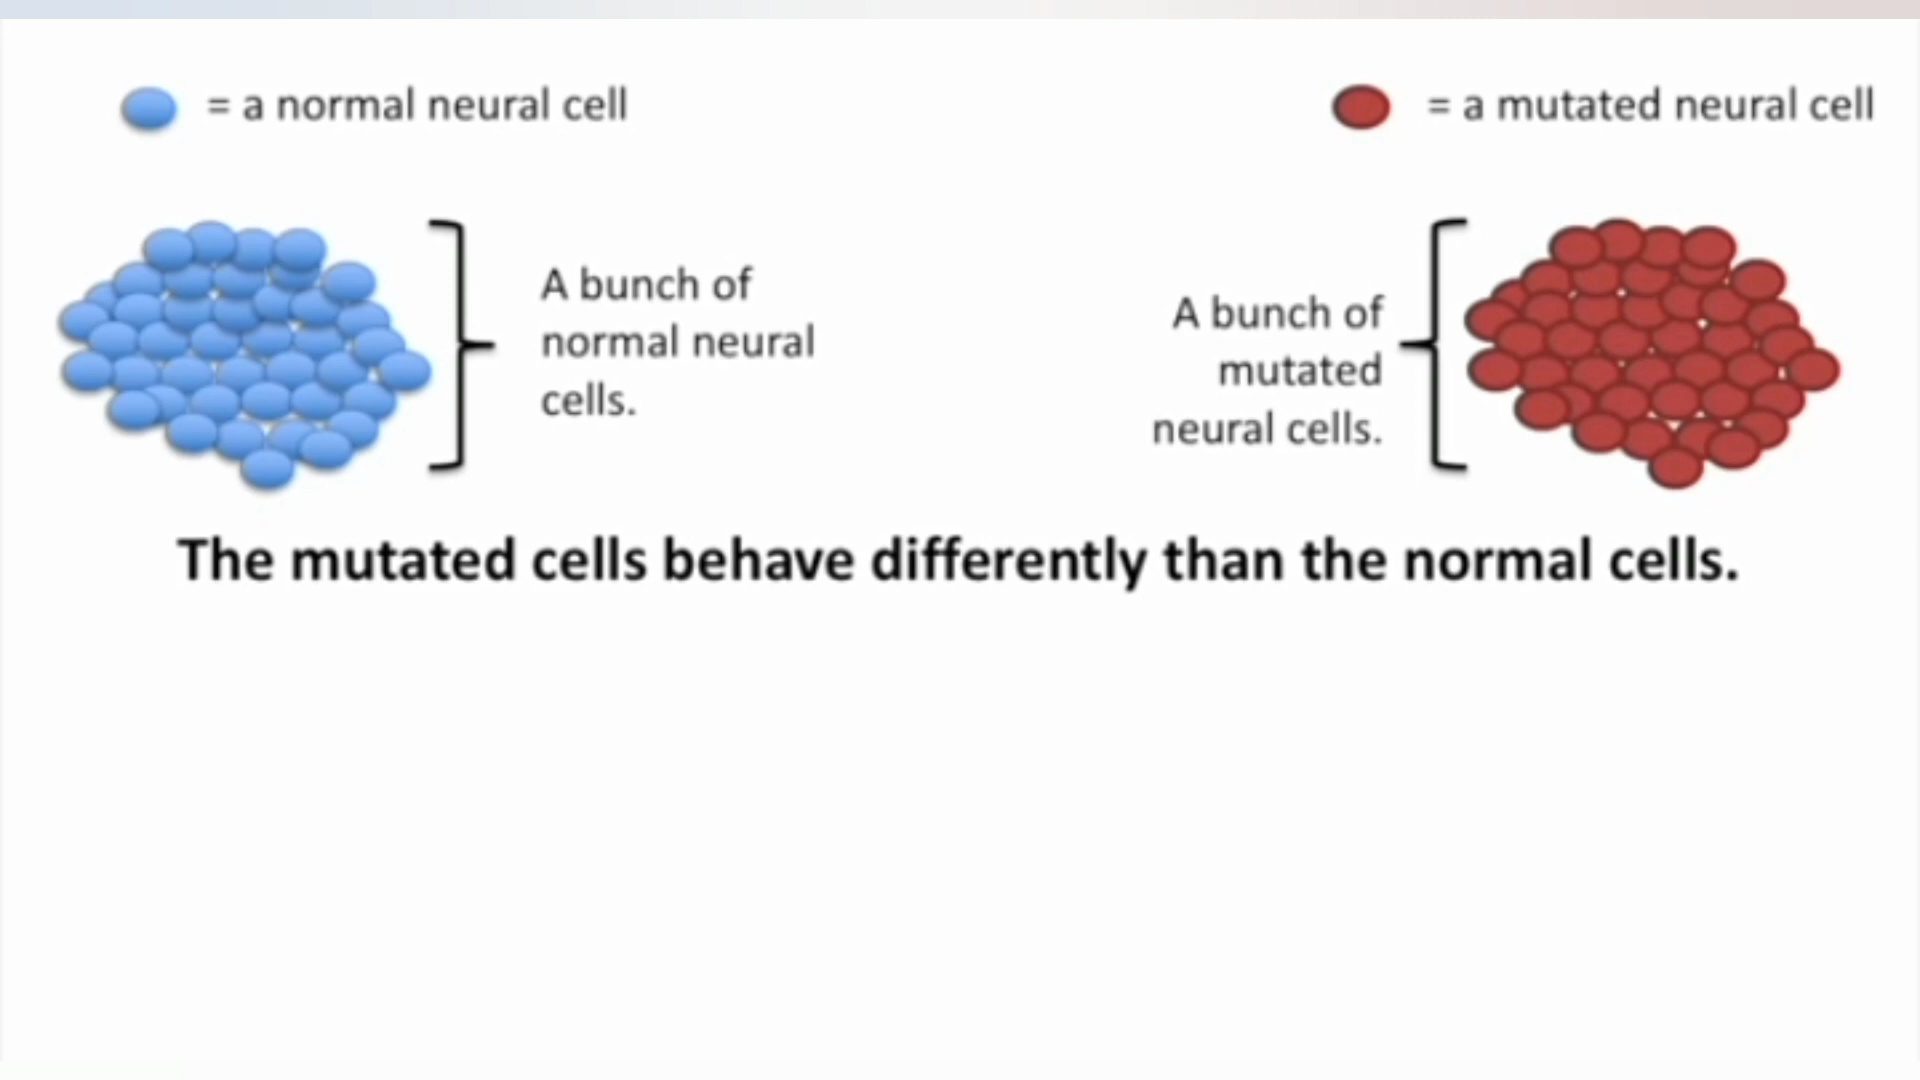 = a normal neural cell
= a mutated neural cell
A bunch of
normal neural
cells.
A bunch of
mutated
neural cells.
The mutated cells behave differently than the normal cells.